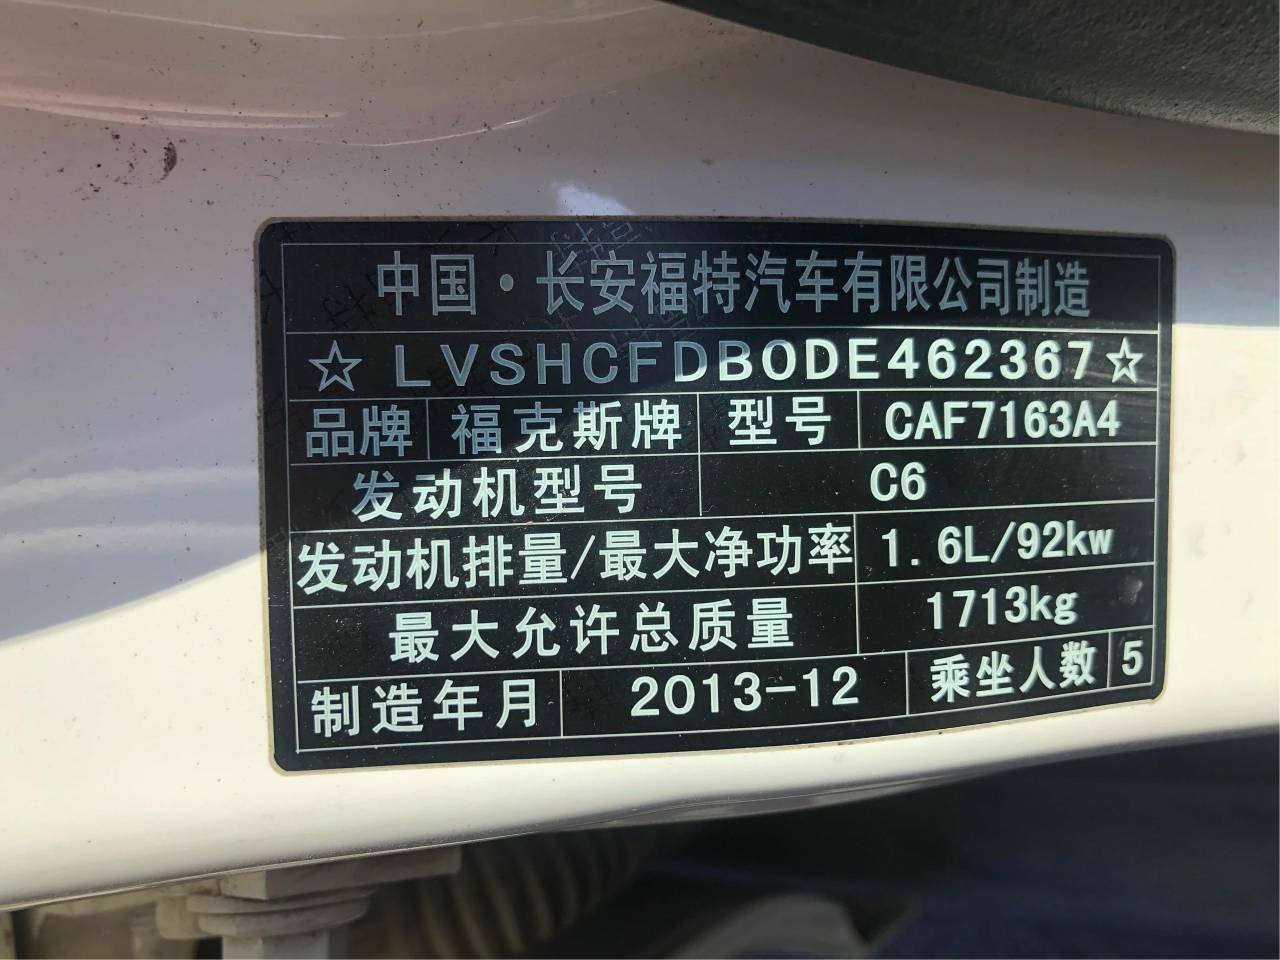 中国·长安福特汽车有限公司制造
☆LVSHCFDB0DE462367☆
品牌 福克斯牌 型号 CAF7163A4
发动机型号 C6
发动机排量/最大净功率 1.6L/92kw
最大允许总质量 1713kg
制造年月 2013-12 乘坐人数 5